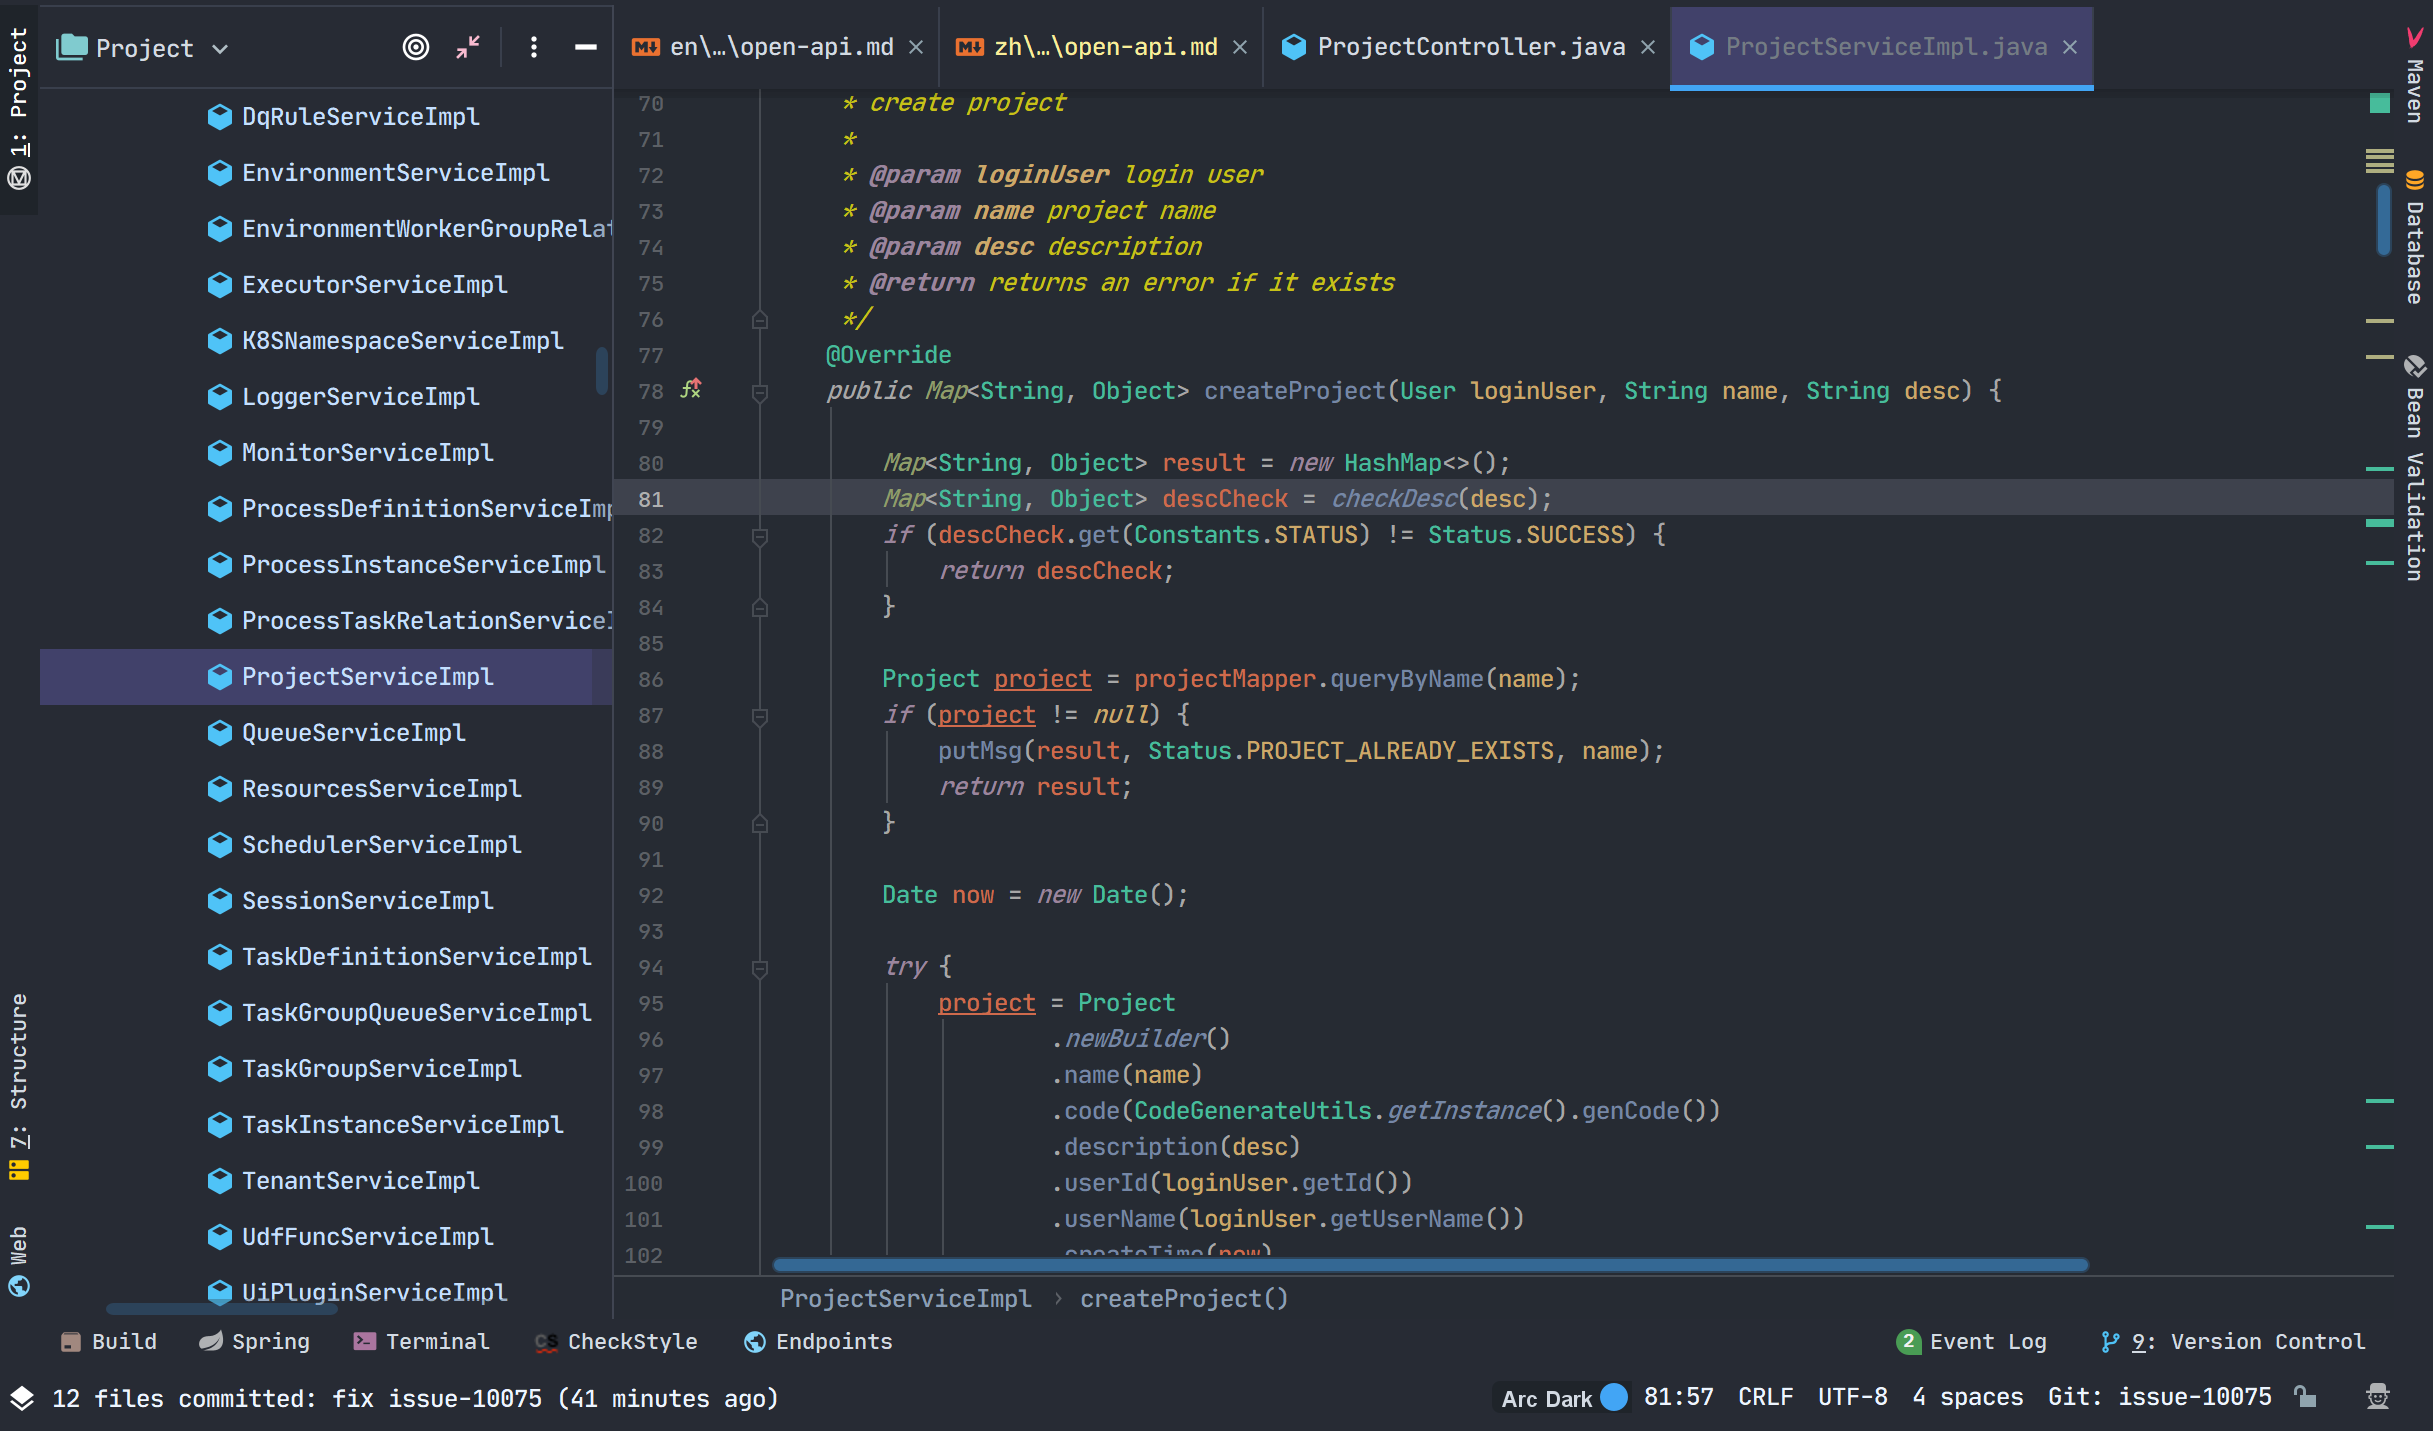 Project
en\…\open-api.md
zh\…\open-api.md
ProjectController.java
ProjectServiceImpl.java
1: Project
7: Structure
Web
DqRuleServiceImpl
EnvironmentServiceImpl
EnvironmentWorkerGroupRelat
ExecutorServiceImpl
K8SNamespaceServiceImpl
LoggerServiceImpl
MonitorServiceImpl
ProcessDefinitionServiceImp
ProcessInstanceServiceImpl
ProcessTaskRelationServiceI
ProjectServiceImpl
QueueServiceImpl
ResourcesServiceImpl
SchedulerServiceImpl
SessionServiceImpl
TaskDefinitionServiceImpl
TaskGroupQueueServiceImpl
TaskGroupServiceImpl
TaskInstanceServiceImpl
TenantServiceImpl
UdfFuncServiceImpl
UiPluginServiceImpl
70 * create project
71 *
72 * @param loginUser login user
73 * @param name project name
74 * @param desc description
75 * @return returns an error if it exists
76 */
77 @Override
78 public Map<String, Object> createProject(User loginUser, String name, String desc) {
79
80 Map<String, Object> result = new HashMap<>();
81 Map<String, Object> descCheck = checkDesc(desc);
82 if (descCheck.get(Constants.STATUS) != Status.SUCCESS) {
83 return descCheck;
84 }
85
86 Project project = projectMapper.queryByName(name);
87 if (project != null) {
88 putMsg(result, Status.PROJECT_ALREADY_EXISTS, name);
89 return result;
90 }
91
92 Date now = new Date();
93
94 try {
95 project = Project
96 .newBuilder()
97 .name(name)
98 .code(CodeGenerateUtils.getInstance().genCode())
99 .description(desc)
100 .userId(loginUser.getId())
101 .userName(loginUser.getUserName())
102 .createTime(now)
Maven
Database
Bean Validation
ProjectServiceImpl › createProject()
Build
Spring
Terminal
CheckStyle
Endpoints
2 Event Log
9: Version Control
12 files committed: fix issue-10075 (41 minutes ago)
Arc Dark
81:57
CRLF
UTF-8
4 spaces
Git: issue-10075